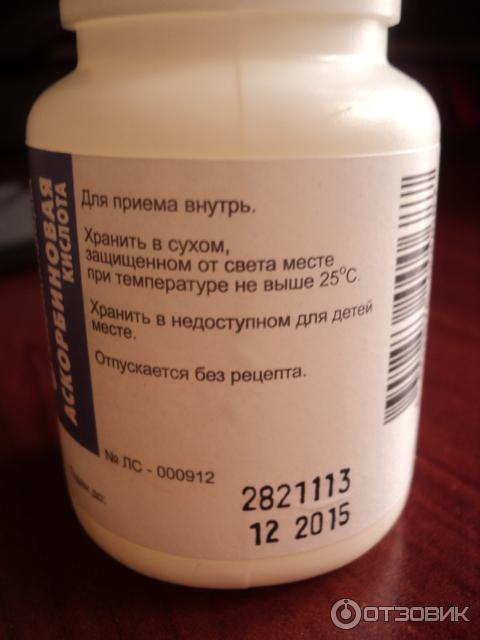 АСКОРБИНОВАЯ
КИСЛОТА
Для приема внутрь.
Хранить в сухом,
защищенном от света месте
при температуре не выше 25°С.
Хранить в недоступном для детей
месте.
Отпускается без рецепта.
№ ЛС - 000912
2821113
12 2015
ОТЗОВИК